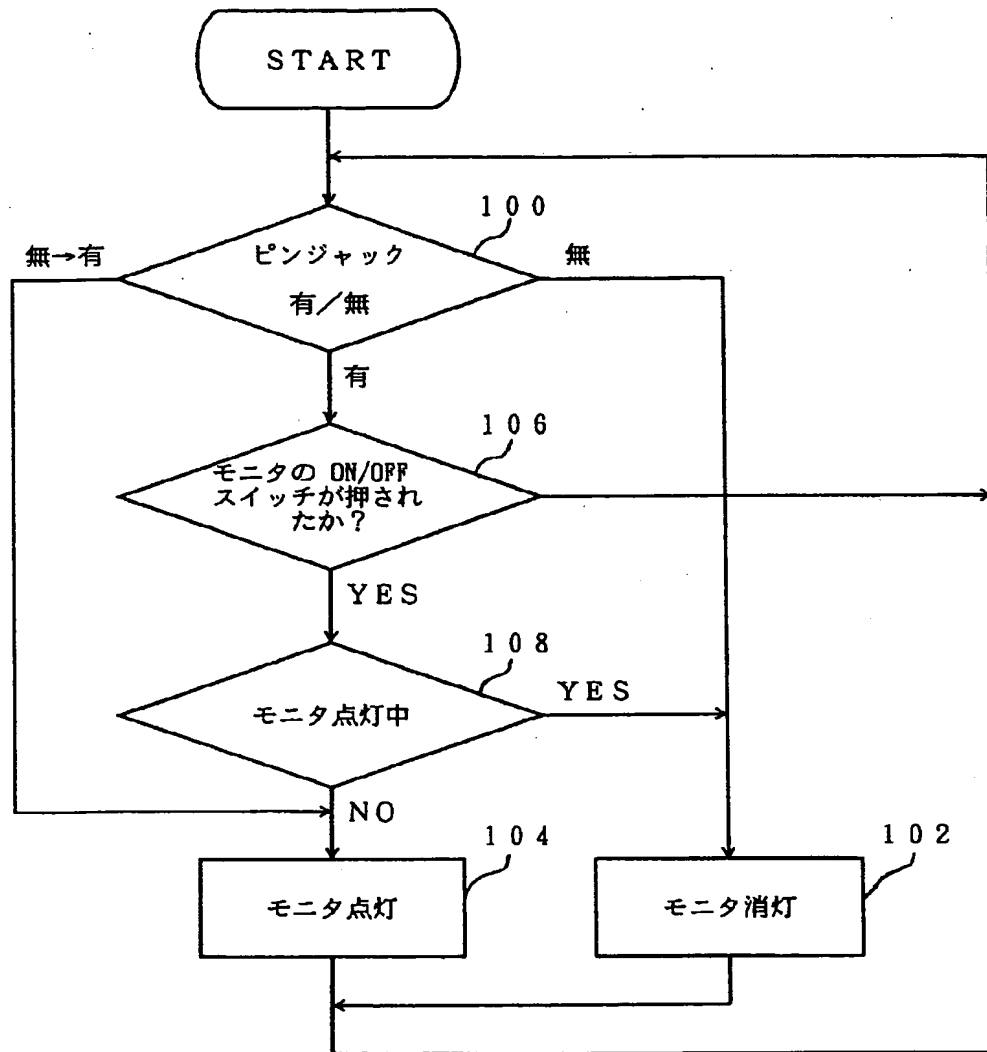 START
100
無→有
ピンジャック
無
有／無
有
106
モニタの ON/OFF
スイッチが押され
たか？
YES
108
YES
モニタ点灯中
NO
104
102
モニタ点灯
モニタ消灯